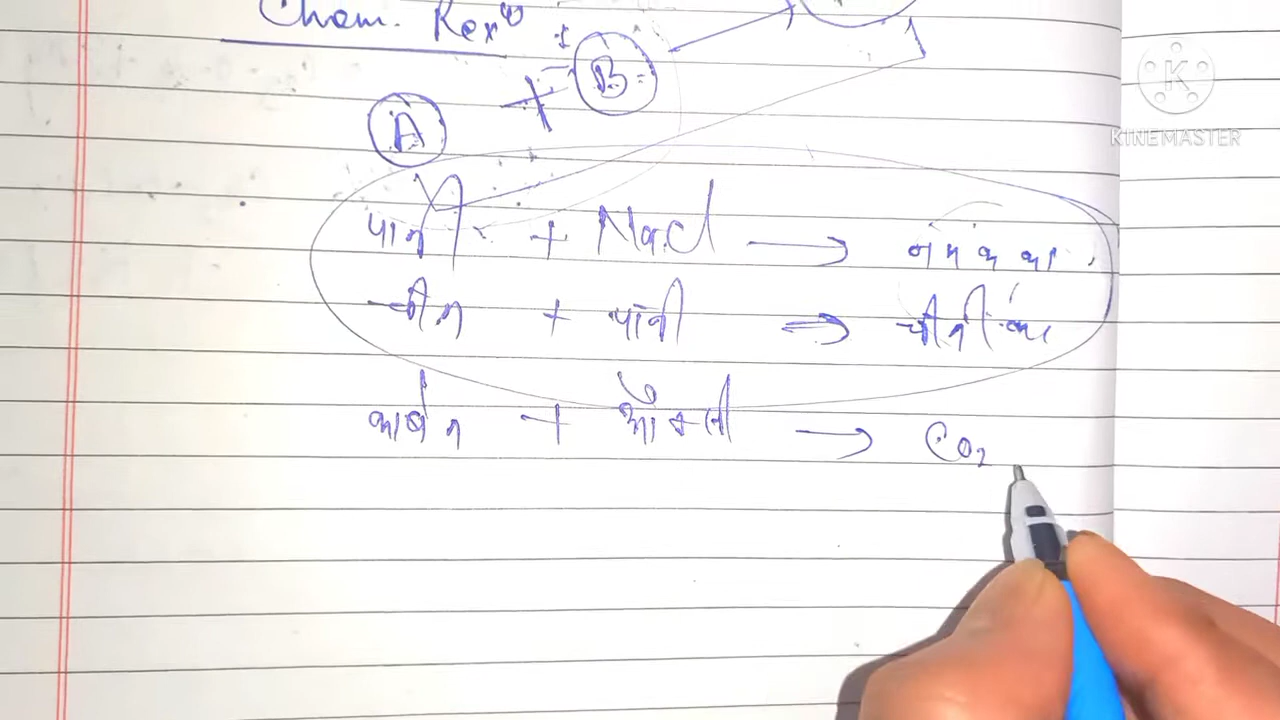 Chem. Rexⁿ
A + B
पानी + NaCl → नमक का
चीन + पानी ⇒ चीनी का
कार्बन + ऑक्सी → CO₂
K
KINEMASTER